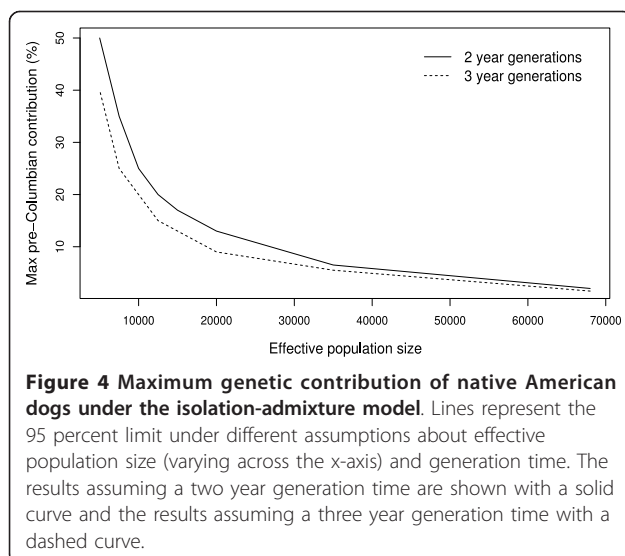 50
40
30
20
10
Max pre−Columbian contribution (%)
2 year generations
3 year generations
10000 20000 30000 40000 50000 60000 70000
Effective population size
Figure 4 Maximum genetic contribution of native American
dogs under the isolation-admixture model. Lines represent the
95 percent limit under different assumptions about effective
population size (varying across the x-axis) and generation time. The
results assuming a two year generation time are shown with a solid
curve and the results assuming a three year generation time with a
dashed curve.